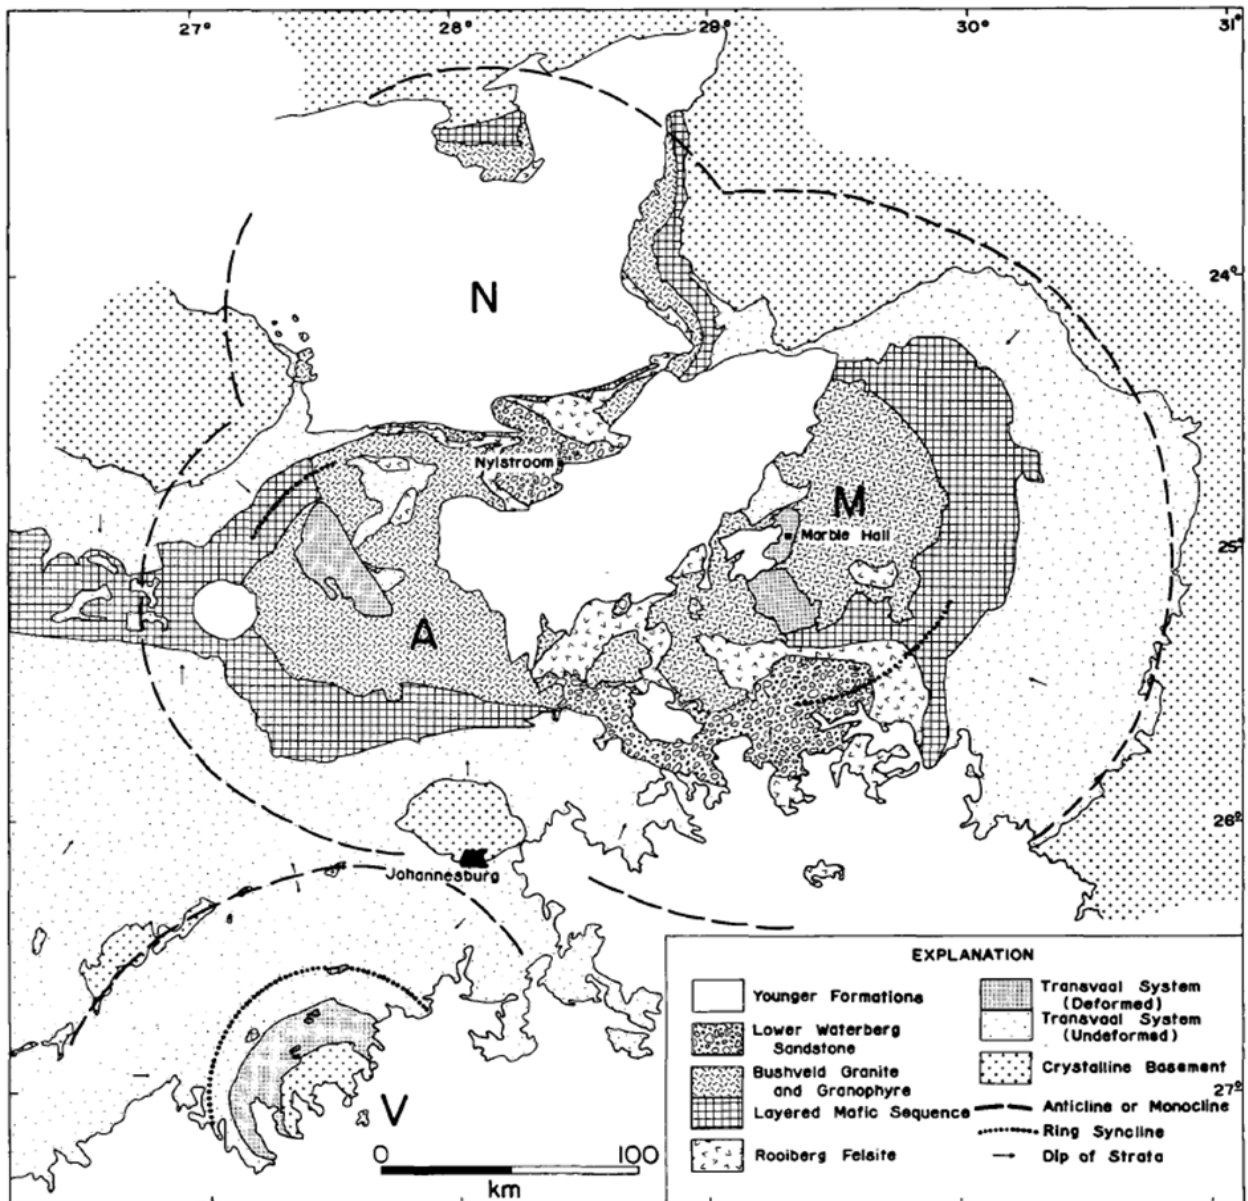 27° 28° 29° 30° 31°
N
24°
Nylstroom
M
Marble Hall
25°
A
26°
Johannesburg
EXPLANATION
Younger Formations
Lower Waterberg
Sandstone
Bushveld Granite
and Granophyre
Layered Mafic Sequence
Rooiberg Felsite
Transvaal System
(Deformed)
Transvaal System
(Undeformed)
Crystalline Basement
27°
Anticline or Monocline
Ring Syncline
Dip of Strata
V
0 100
km